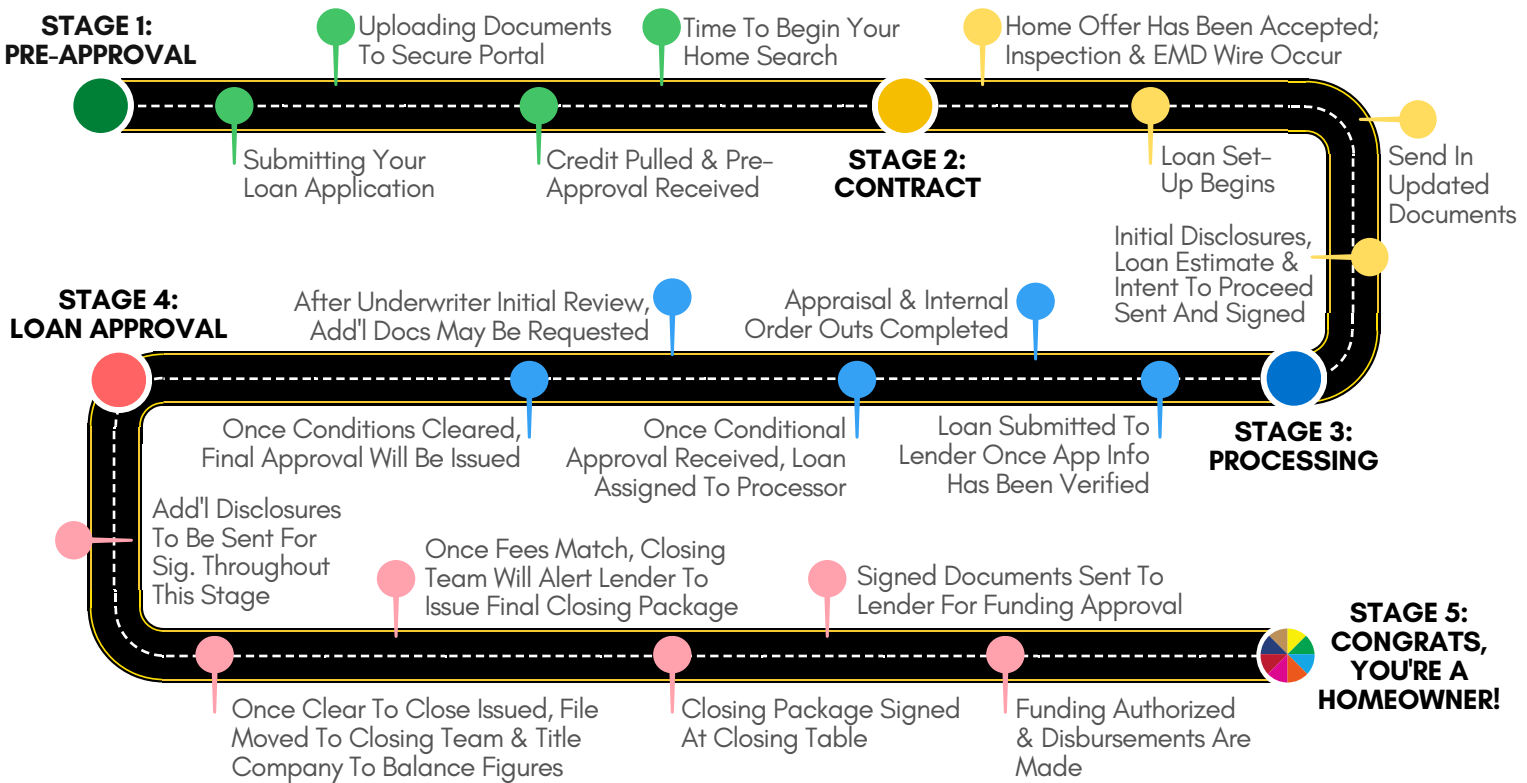 STAGE 1:
PRE-APPROVAL
Submitting Your
Loan Application
Uploading Documents
To Secure Portal
Credit Pulled & Pre-
Approval Received
Time To Begin Your
Home Search
STAGE 2:
CONTRACT
Home Offer Has Been Accepted;
Inspection & EMD Wire Occur
Loan Set-
Up Begins
Send In
Updated
Documents
Initial Disclosures,
Loan Estimate &
Intent To Proceed
Sent And Signed
STAGE 3:
PROCESSING
Loan Submitted To
Lender Once App Info
Has Been Verified
Appraisal & Internal
Order Outs Completed
Once Conditional
Approval Received, Loan
Assigned To Processor
After Underwriter Initial Review,
Add'l Docs May Be Requested
Once Conditions Cleared,
Final Approval Will Be Issued
STAGE 4:
LOAN APPROVAL
Add'l Disclosures
To Be Sent For
Sig. Throughout
This Stage
Once Clear To Close Issued, File
Moved To Closing Team & Title
Company To Balance Figures
Once Fees Match, Closing
Team Will Alert Lender To
Issue Final Closing Package
Closing Package Signed
At Closing Table
Signed Documents Sent To
Lender For Funding Approval
Funding Authorized
& Disbursements Are
Made
STAGE 5:
CONGRATS,
YOU'RE A
HOMEOWNER!